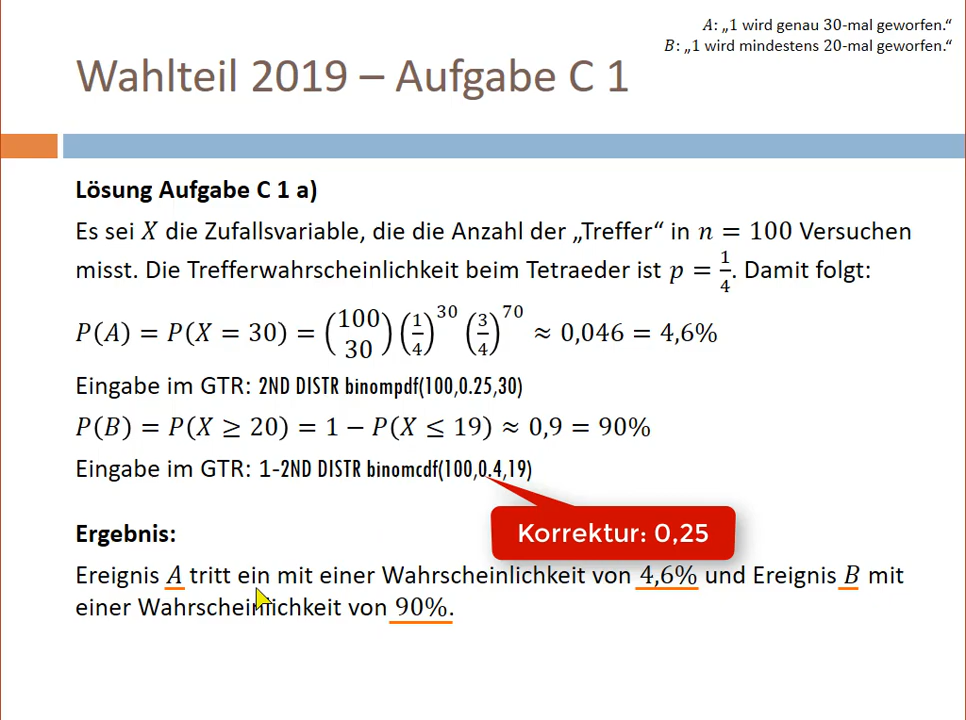 A: „1 wird genau 30-mal geworfen.“
B: „1 wird mindestens 20-mal geworfen.“
Wahlteil 2019 – Aufgabe C 1
Lösung Aufgabe C 1 a)
Es sei X die Zufallsvariable, die die Anzahl der „Treffer“ in n = 100 Versuchen
misst. Die Trefferwahrscheinlichkeit beim Tetraeder ist p = 1/4. Damit folgt:
P(A) = P(X = 30) = (100 30) (1/4)^30 (3/4)^70 ≈ 0,046 = 4,6%
Eingabe im GTR: 2ND DISTR binompdf(100,0.25,30)
P(B) = P(X ≥ 20) = 1 − P(X ≤ 19) ≈ 0,9 = 90%
Eingabe im GTR: 1-2ND DISTR binomcdf(100,0.4,19)
Korrektur: 0,25
Ergebnis:
Ereignis A tritt ein mit einer Wahrscheinlichkeit von 4,6% und Ereignis B mit
einer Wahrscheinlichkeit von 90%.